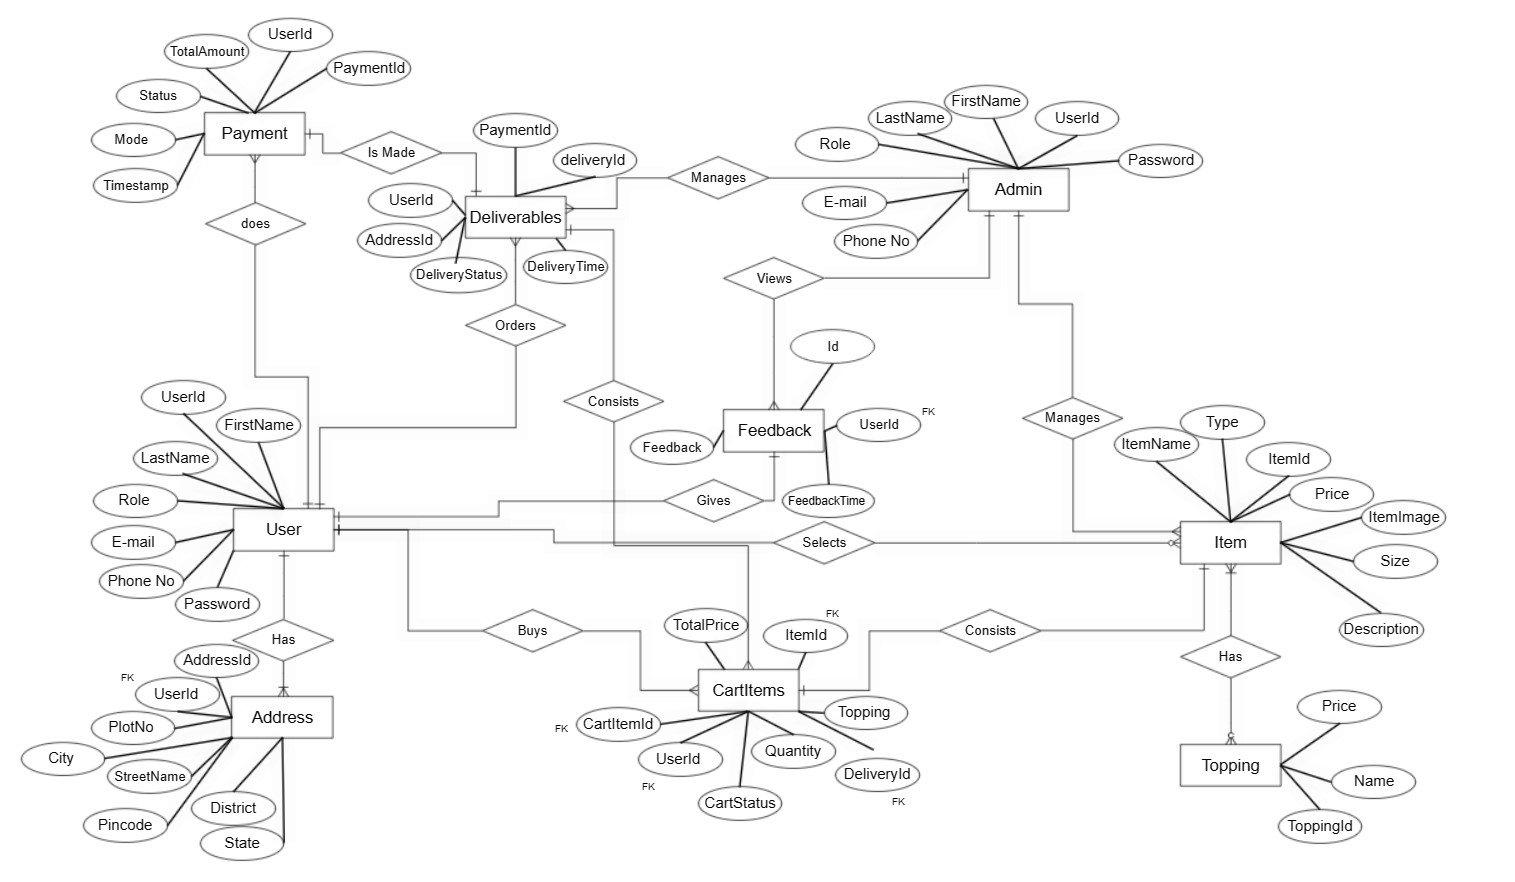 UserId
TotalAmount
PaymentId
Status
Payment
Mode
Timestamp
Is Made
PaymentId
deliveryId
UserId
Deliverables
AddressId
DeliveryStatus
DeliveryTime
Manages
FirstName
LastName
UserId
Role
Password
Admin
E-mail
Phone No
does
Views
Orders
Id
Consists
Feedback
UserId
FK
Feedback
FeedbackTime
Manages
Type
ItemName
ItemId
Price
ItemImage
Item
Size
Description
UserId
FirstName
LastName
Role
User
E-mail
Phone No
Password
Gives
Selects
Has
Buys
Consists
Has
TotalPrice
FK
ItemId
CartItems
Topping
FK
CartItemId
UserId
FK
Quantity
DeliveryId
FK
CartStatus
AddressId
FK
UserId
Address
PlotNo
City
StreetName
District
Pincode
State
Price
Topping
Name
ToppingId